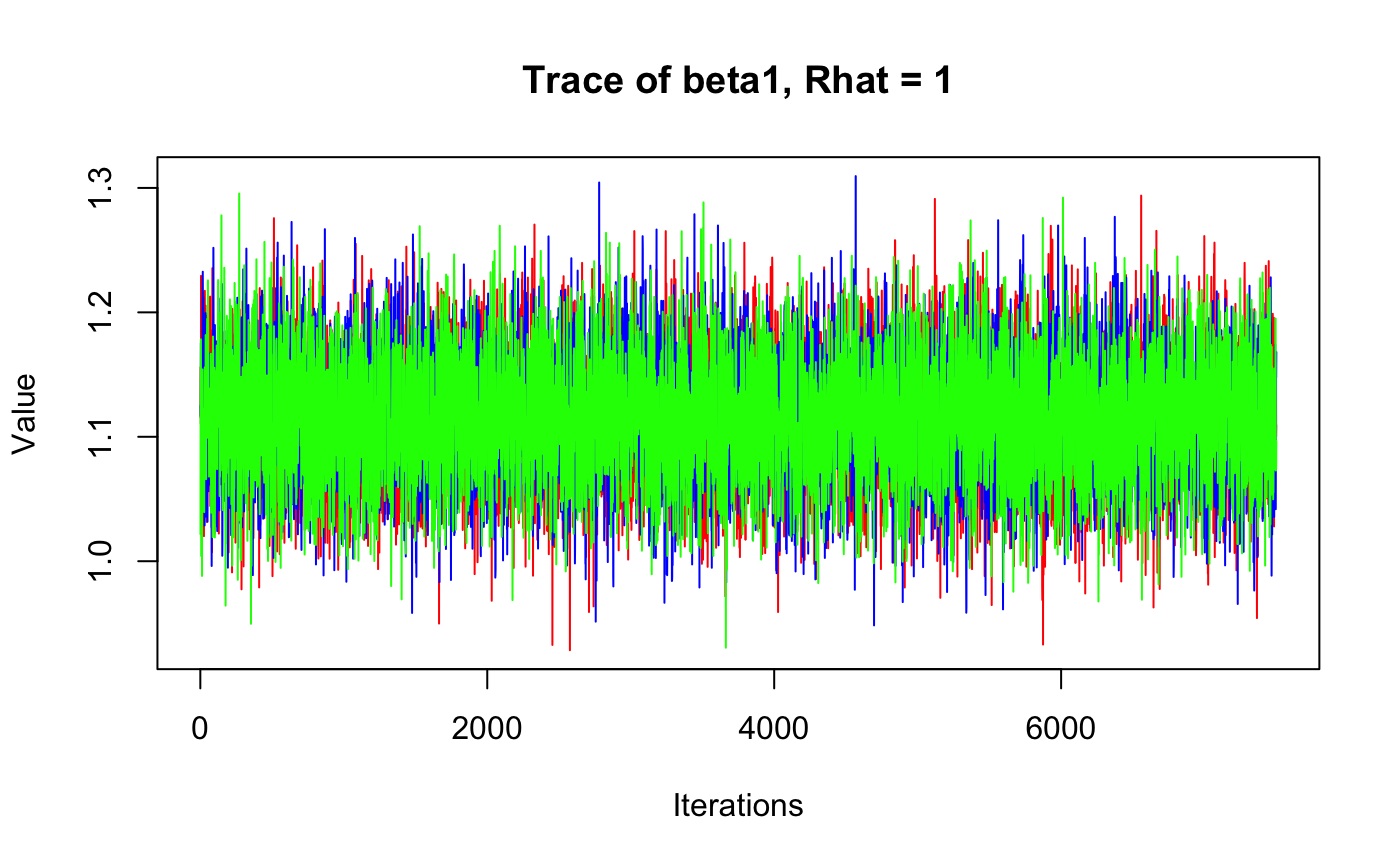 Trace of beta1, Rhat = 1
1.3
1.2
1.1
1.0
Value
0 2000 4000 6000
Iterations